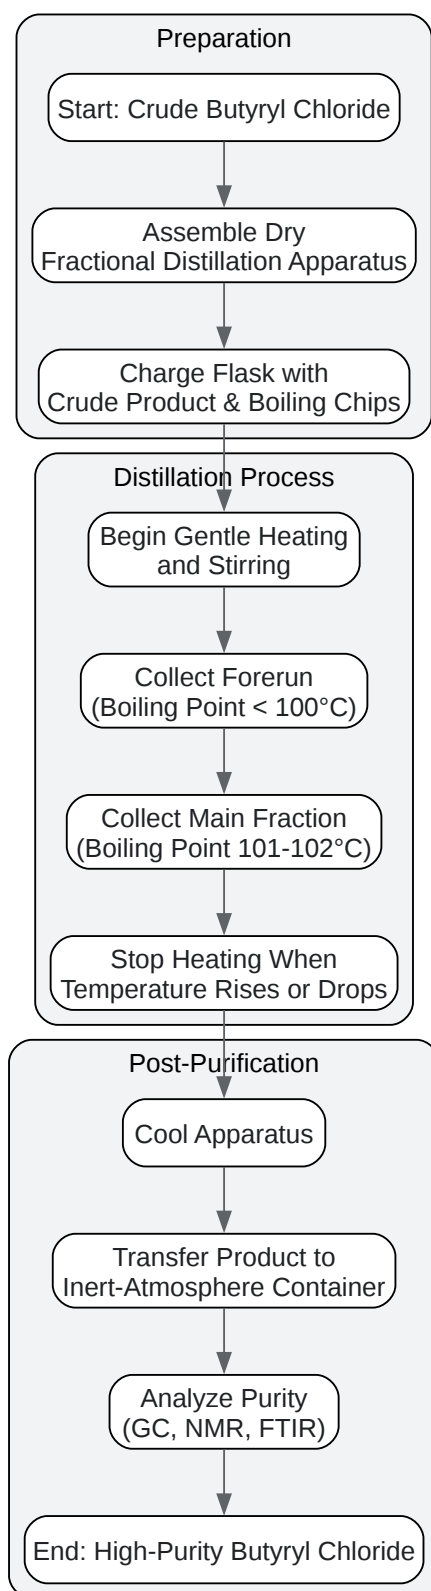 Preparation
Start: Crude Butyryl Chloride
Assemble Dry
Fractional Distillation Apparatus
Charge Flask with
Crude Product & Boiling Chips
Distillation Process
Begin Gentle Heating
and Stirring
Collect Forerun
(Boiling Point < 100°C)
Collect Main Fraction
(Boiling Point 101-102°C)
Stop Heating When
Temperature Rises or Drops
Post-Purification
Cool Apparatus
Transfer Product to
Inert-Atmosphere Container
Analyze Purity
(GC, NMR, FTIR)
End: High-Purity Butyryl Chloride